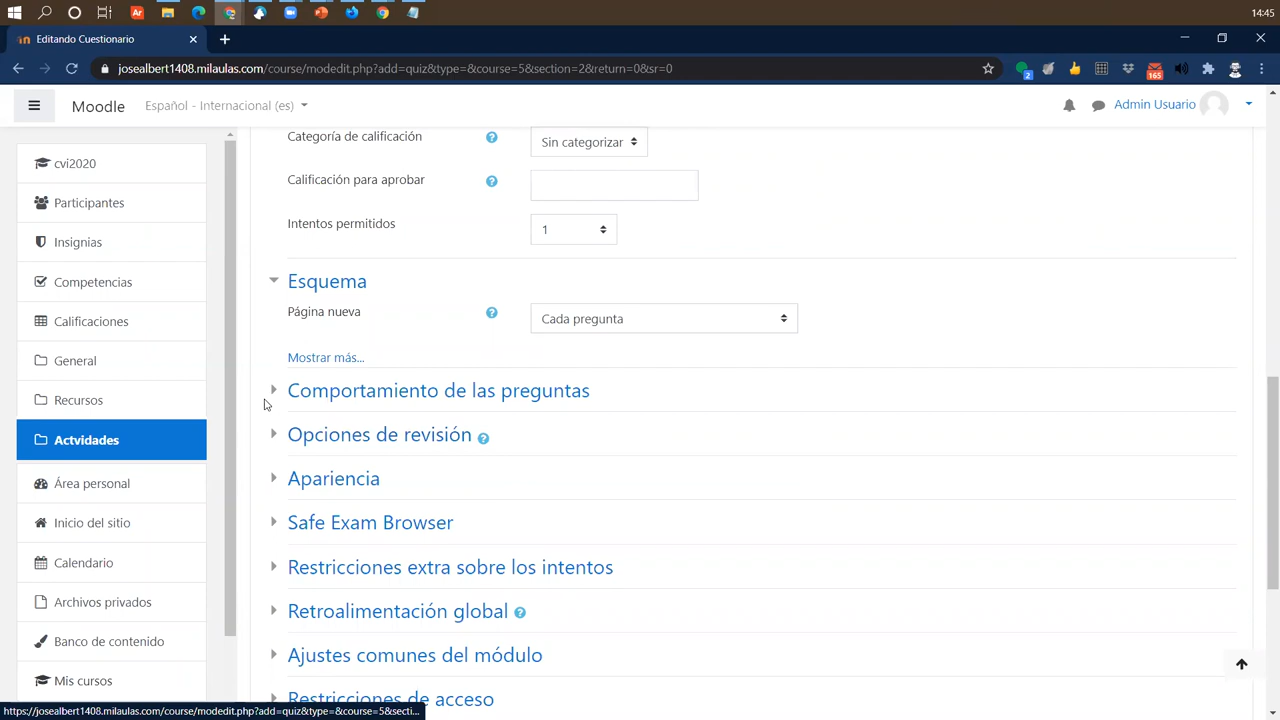 14:45
Editando Cuestionario
josealbert1408.milaulas.com/course/modedit.php?add=quiz&type=&course=5&section=2&return=0&sr=0
2
165
Moodle
Español - Internacional (es)
Admin Usuario
cvi2020
Participantes
Insignias
Competencias
Calificaciones
General
Recursos
Actvidades
Área personal
Inicio del sitio
Calendario
Archivos privados
Banco de contenido
Mis cursos
Categoría de calificación
Sin categorizar
Calificación para aprobar
Intentos permitidos
1
Esquema
Página nueva
Cada pregunta
Mostrar más...
Comportamiento de las preguntas
Opciones de revisión
Apariencia
Safe Exam Browser
Restricciones extra sobre los intentos
Retroalimentación global
Ajustes comunes del módulo
Restricciones de acceso
https://josealbert1408.milaulas.com/course/modedit.php?add=quiz&type=&course=5&secti...